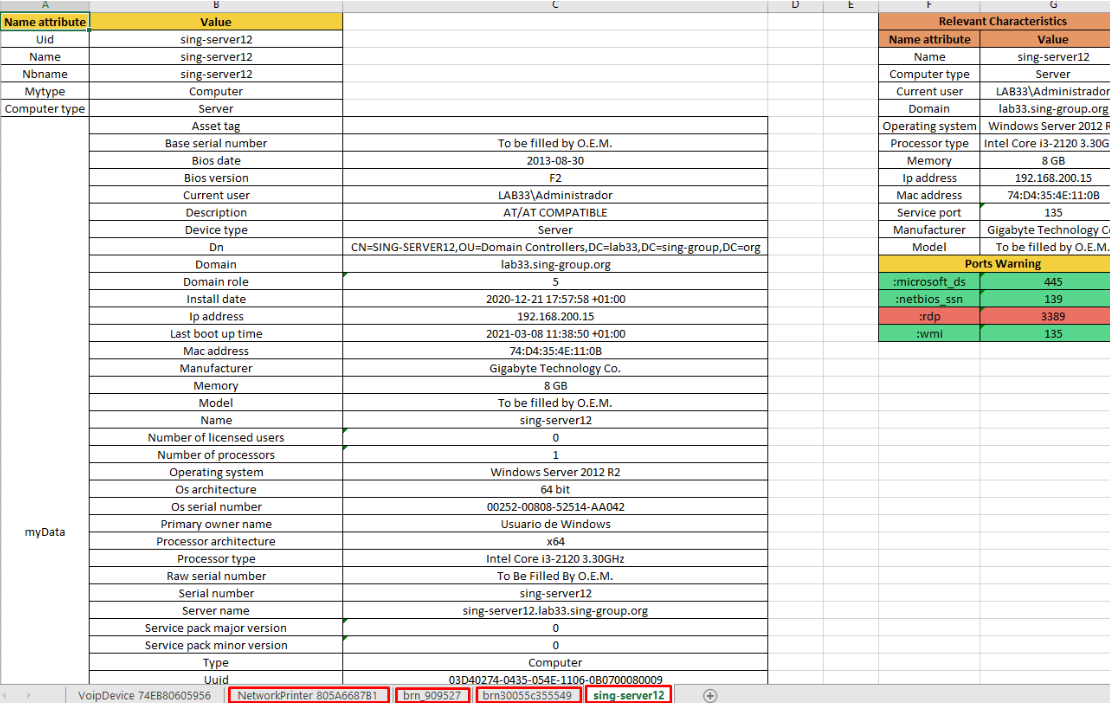 A B C D E F G
Name attribute Value
Uid sing-server12
Name sing-server12
Nbname sing-server12
Mytype Computer
Computer type Server
myData
Asset tag
Base serial number To be filled by O.E.M.
Bios date 2013-08-30
Bios version F2
Current user LAB33\Administrador
Description AT/AT COMPATIBLE
Device type Server
Dn CN=SING-SERVER12,OU=Domain Controllers,DC=lab33,DC=sing-group,DC=org
Domain lab33.sing-group.org
Domain role 5
Install date 2020-12-21 17:57:58 +01:00
Ip address 192.168.200.15
Last boot up time 2021-03-08 11:38:50 +01:00
Mac address 74:D4:35:4E:11:0B
Manufacturer Gigabyte Technology Co.
Memory 8 GB
Model To be filled by O.E.M.
Name sing-server12
Number of licensed users 0
Number of processors 1
Operating system Windows Server 2012 R2
Os architecture 64 bit
Os serial number 00252-00808-52514-AA042
Primary owner name Usuario de Windows
Processor architecture x64
Processor type Intel Core i3-2120 3.30GHz
Raw serial number To Be Filled By O.E.M.
Serial number sing-server12
Server name sing-server12.lab33.sing-group.org
Service pack major version 0
Service pack minor version 0
Type Computer
Uuid 03D40274-0435-054E-1106-0B0700080009
Relevant Characteristics
Name attribute Value
Name sing-server12
Computer type Server
Current user LAB33\Administrador
Domain lab33.sing-group.org
Operating system Windows Server 2012 R
Processor type Intel Core i3-2120 3.30G
Memory 8 GB
Ip address 192.168.200.15
Mac address 74:D4:35:4E:11:0B
Service port 135
Manufacturer Gigabyte Technology C
Model To be filled by O.E.M.
Ports Warning
:microsoft_ds 445
:netbios_ssn 139
:rdp 3389
:wmi 135
VoipDevice 74EB80605956 NetworkPrinter 805A6687B1 brn_909527 brn30055c355549 sing-server12